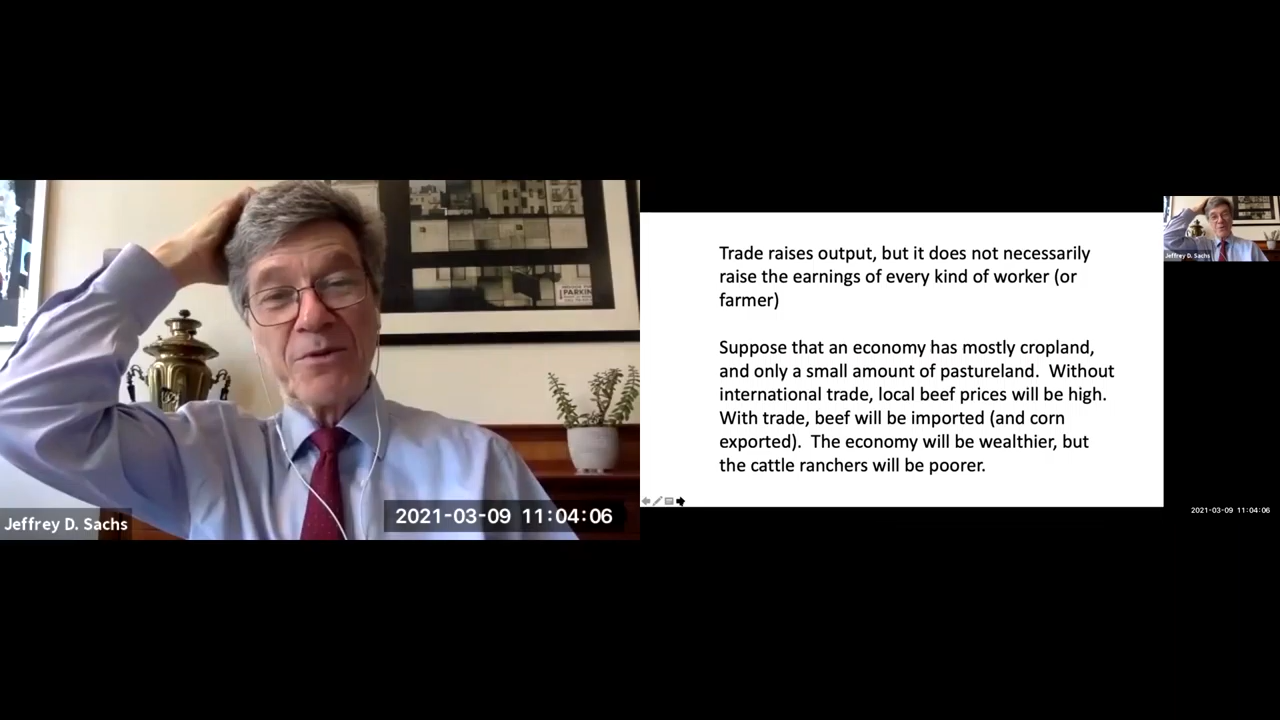 PARKIN
Jeffrey D. Sachs
2021-03-09 11:04:06
Trade raises output, but it does not necessarily
raise the earnings of every kind of worker (or
farmer)
Suppose that an economy has mostly cropland,
and only a small amount of pastureland.  Without
international trade, local beef prices will be high.
With trade, beef will be imported (and corn
exported).  The economy will be wealthier, but
the cattle ranchers will be poorer.
Jeffrey D. Sachs
2021-03-09 11:04:06